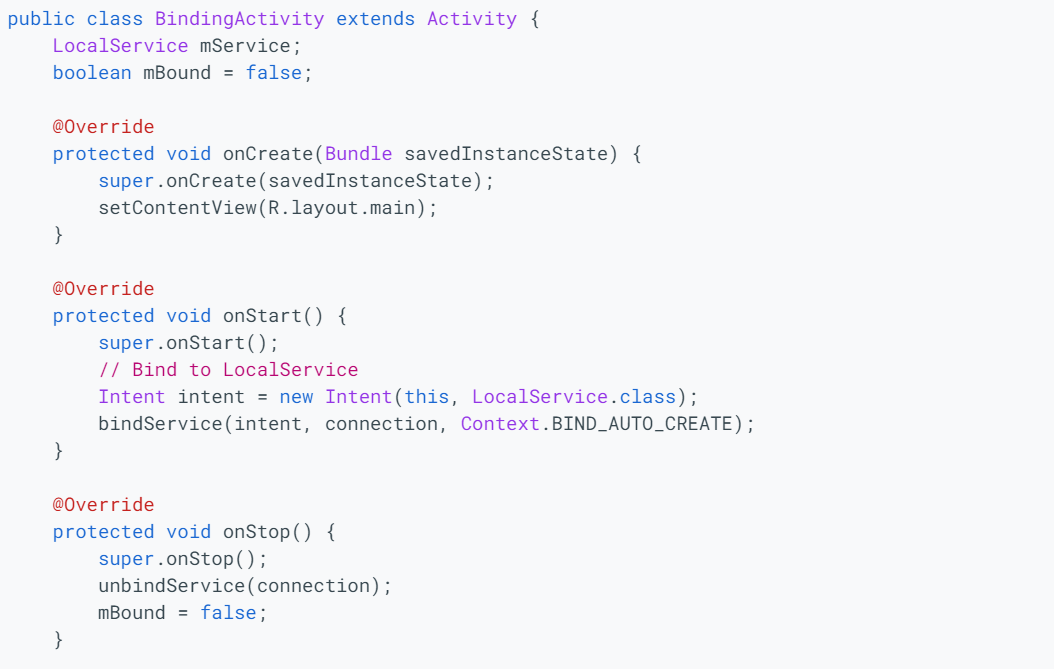 public class BindingActivity extends Activity {
    LocalService mService;
    boolean mBound = false;

    @Override
    protected void onCreate(Bundle savedInstanceState) {
        super.onCreate(savedInstanceState);
        setContentView(R.layout.main);
    }

    @Override
    protected void onStart() {
        super.onStart();
        // Bind to LocalService
        Intent intent = new Intent(this, LocalService.class);
        bindService(intent, connection, Context.BIND_AUTO_CREATE);
    }

    @Override
    protected void onStop() {
        super.onStop();
        unbindService(connection);
        mBound = false;
    }